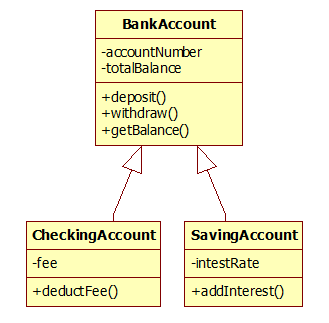 BankAccount
-accountNumber
-totalBalance
+deposit()
+withdraw()
+getBalance()
CheckingAccount
-fee
+deductFee()
SavingAccount
-intestRate
+addInterest()